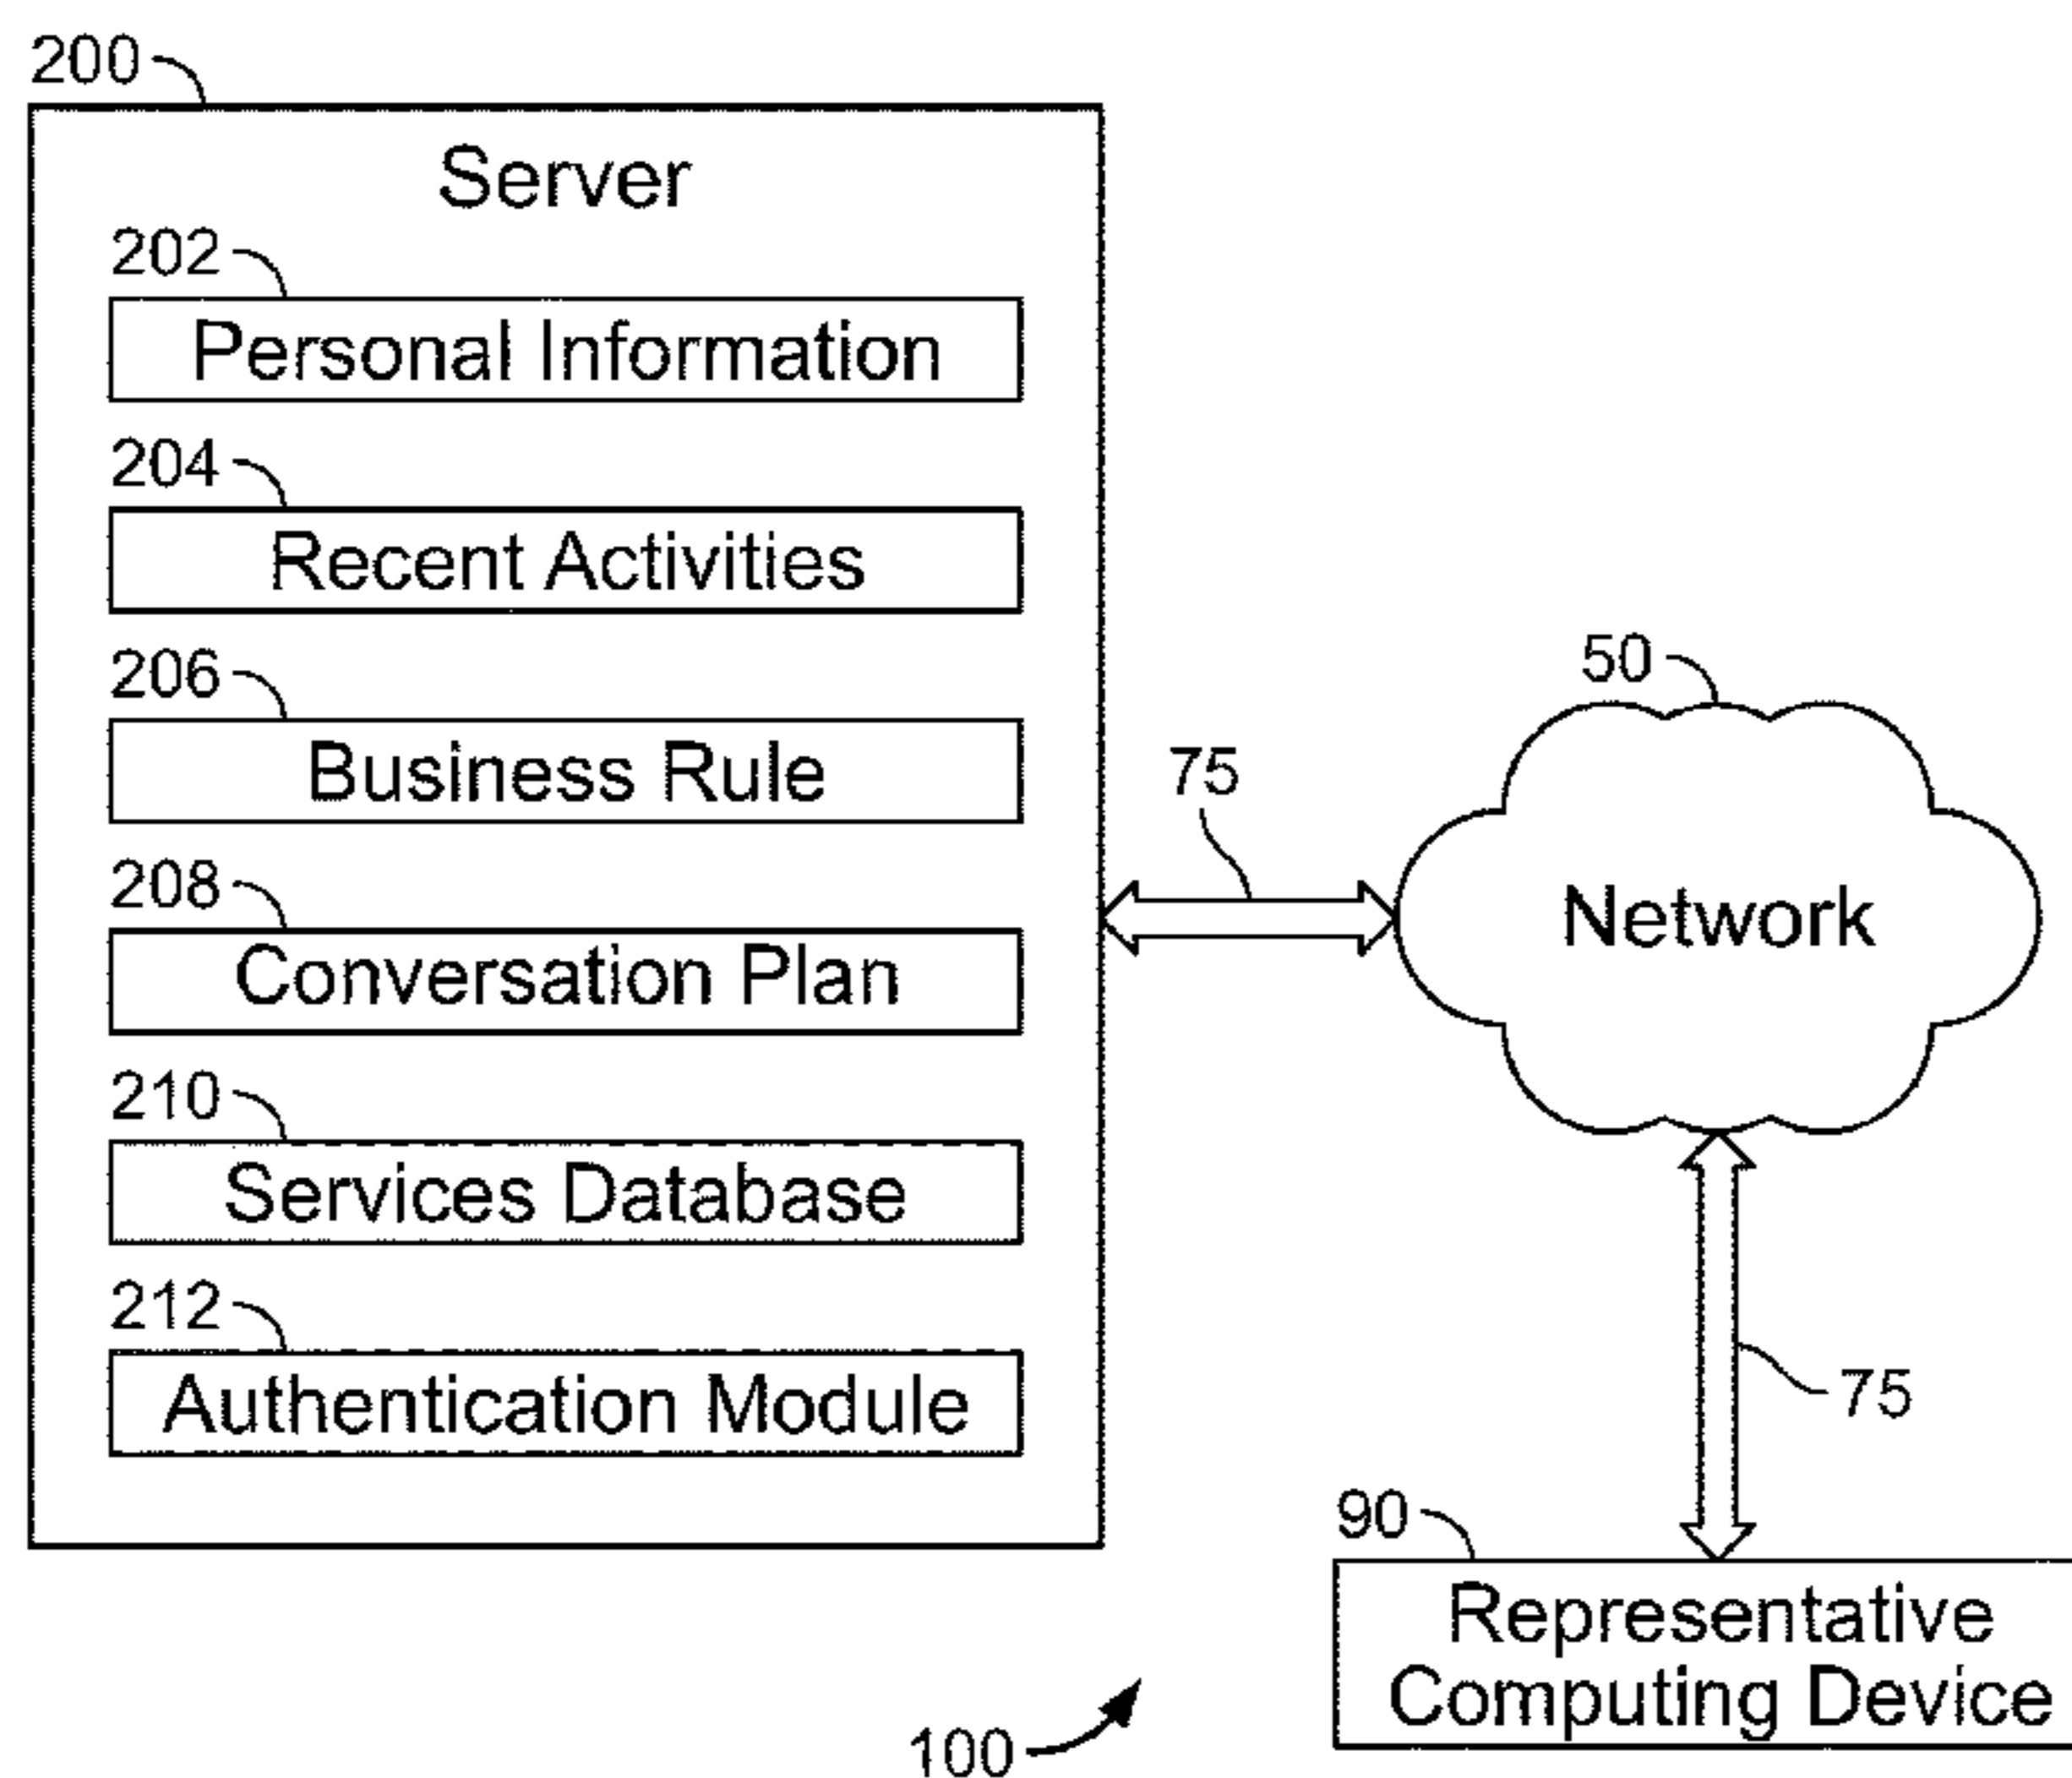 200
Server
202
Personal Information
204
Recent Activities
206
Business Rule
208
Conversation Plan
210
Services Database
212
Authentication Module
75
50
Network
75
90
Representative
Computing Device
100